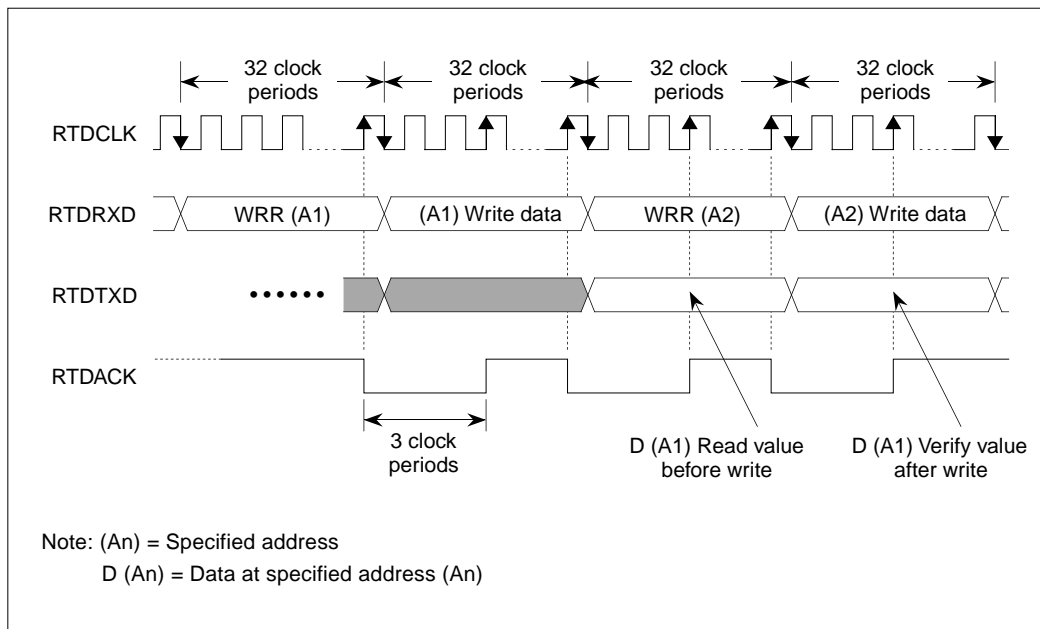 32 clock periods
32 clock periods
32 clock periods
32 clock periods
RTDCLK
RTDRXD
WRR (A1)
(A1) Write data
WRR (A2)
(A2) Write data
RTDTXD
RTDACK
3 clock periods
D (A1) Read value before write
D (A1) Verify value after write
Note: (An) = Specified address
D (An) = Data at specified address (An)